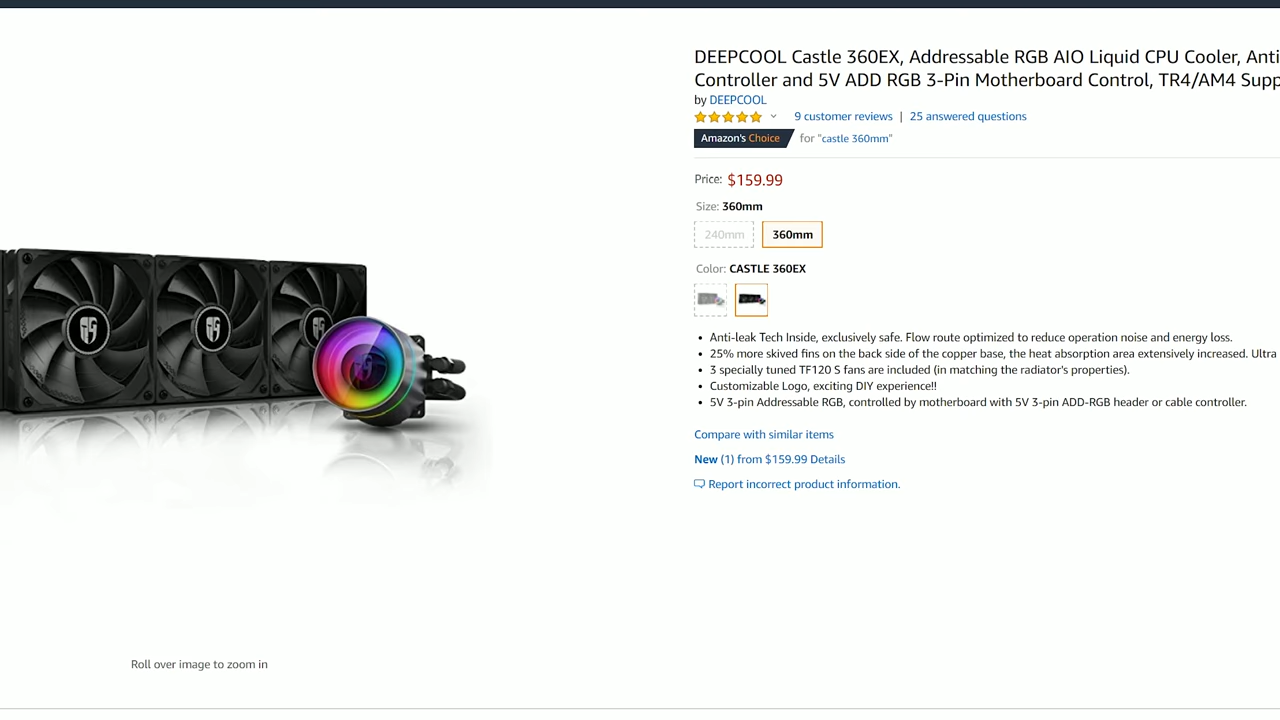 DEEPCOOL Castle 360EX, Addressable RGB AIO Liquid CPU Cooler, Anti
Controller and 5V ADD RGB 3-Pin Motherboard Control, TR4/AM4 Supp
by DEEPCOOL
9 customer reviews | 25 answered questions
Amazon's Choice for "castle 360mm"
Price: $159.99
Size: 360mm
240mm 360mm
Color: CASTLE 360EX
• Anti-leak Tech Inside, exclusively safe. Flow route optimized to reduce operation noise and energy loss.
• 25% more skived fins on the back side of the copper base, the heat absorption area extensively increased. Ultra
• 3 specially tuned TF120 S fans are included (in matching the radiator's properties).
• Customizable Logo, exciting DIY experience!!
• 5V 3-pin Addressable RGB, controlled by motherboard with 5V 3-pin ADD-RGB header or cable controller.
Compare with similar items
New (1) from $159.99 Details
Report incorrect product information.
Roll over image to zoom in